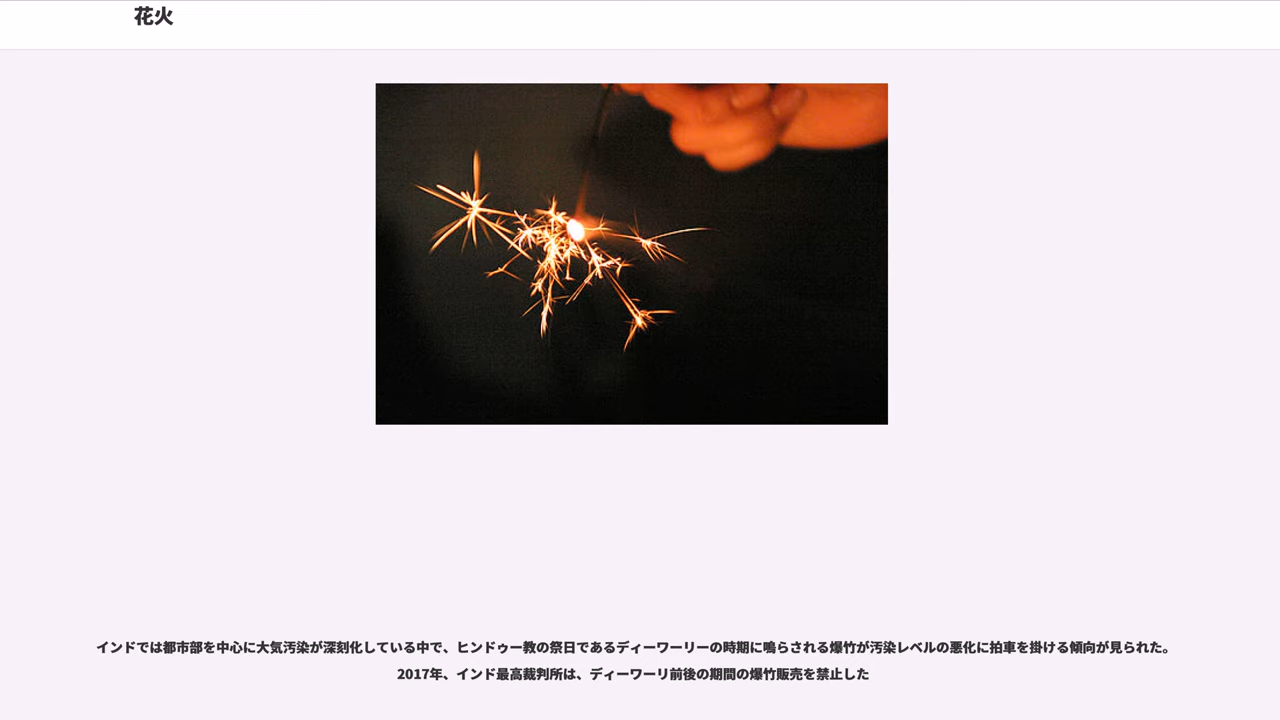 花火
インドでは都市部を中心に大気汚染が深刻化している中で、ヒンドゥー教の祭日であるディーワーリーの時期に鳴らされる爆竹が汚染レベルの悪化に拍車を掛ける傾向が見られた。
2017年、インド最高裁判所は、ディーワーリ前後の期間の爆竹販売を禁止した